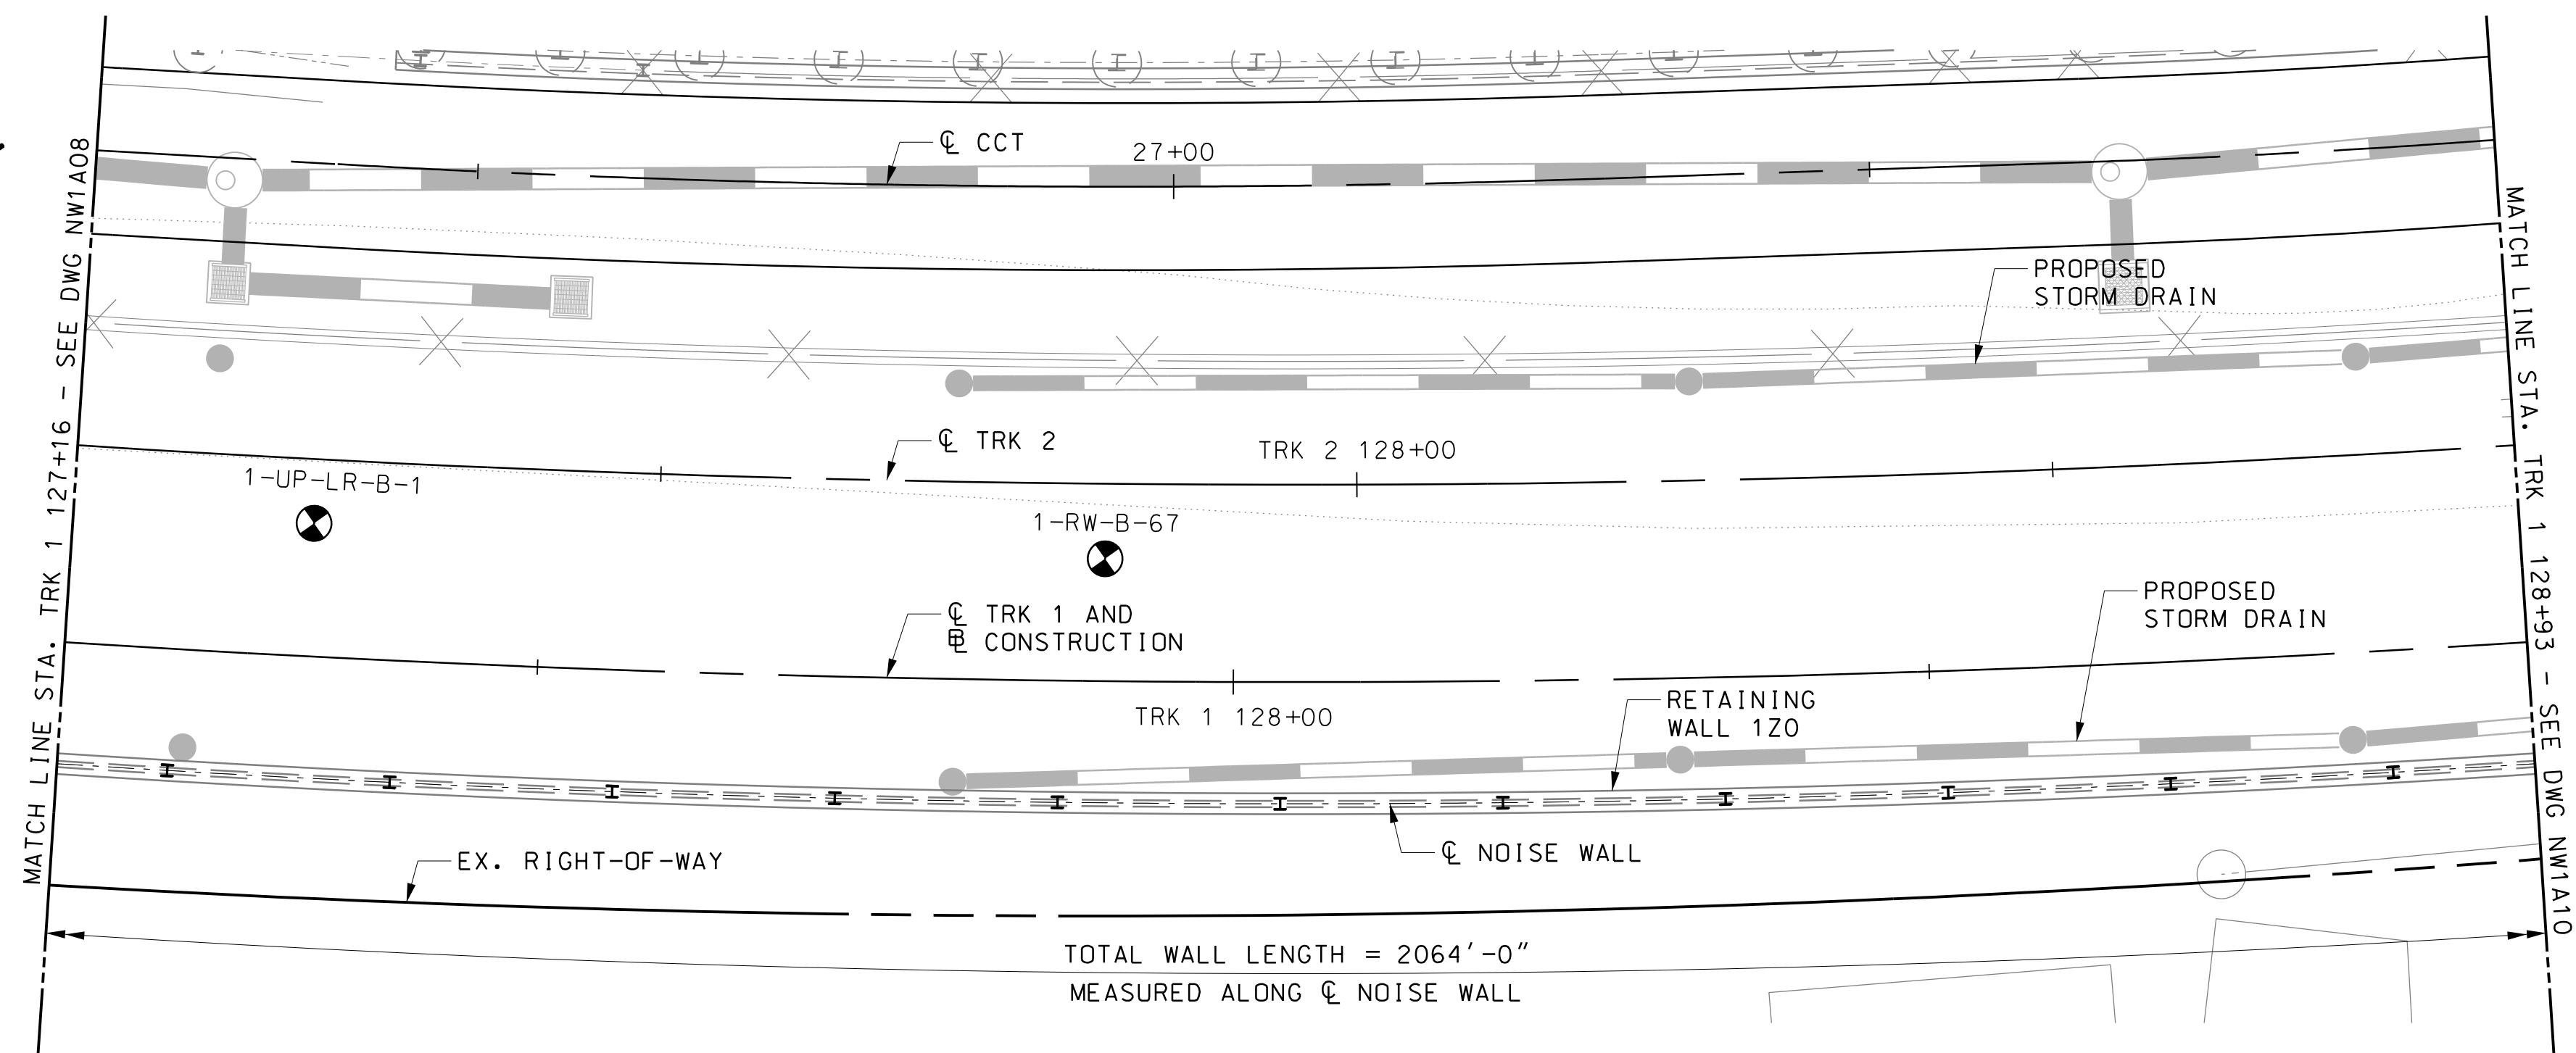 ℄ CCT
27+00
MATCH LINE STA. TRK 1 127+16 - SEE DWG NW1A08
MATCH LINE STA. TRK 1 128+93 - SEE DWG NW1A10
PROPOSED
STORM DRAIN
℄ TRK 2
TRK 2 128+00
1-UP-LR-B-1
1-RW-B-67
℄ TRK 1 AND
BL CONSTRUCTION
PROPOSED
STORM DRAIN
TRK 1 128+00
RETAINING
WALL 1Z0
℄ NOISE WALL
EX. RIGHT-OF-WAY
TOTAL WALL LENGTH = 2064'-0"
MEASURED ALONG ℄ NOISE WALL